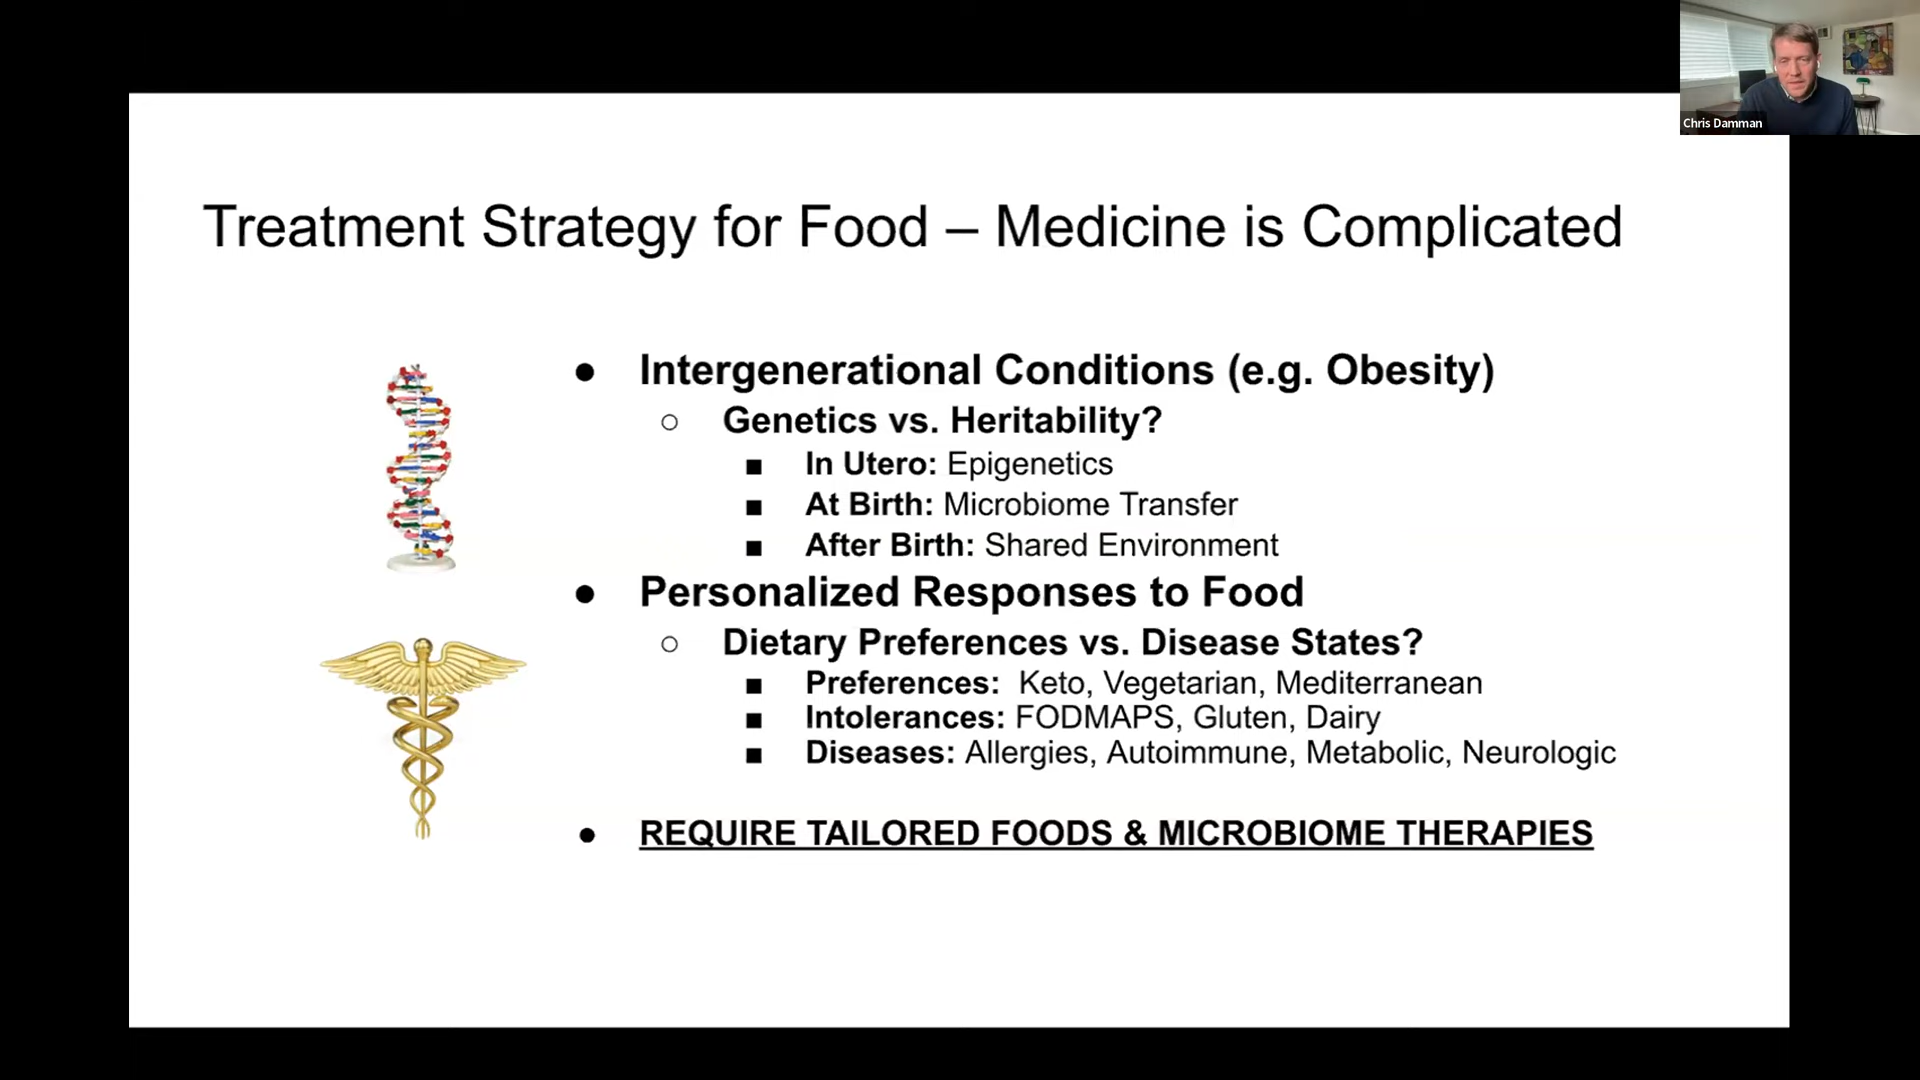 Chris Damman
Treatment Strategy for Food – Medicine is Complicated
● Intergenerational Conditions (e.g. Obesity)
○ Genetics vs. Heritability?
■ In Utero: Epigenetics
■ At Birth: Microbiome Transfer
■ After Birth: Shared Environment
● Personalized Responses to Food
○ Dietary Preferences vs. Disease States?
■ Preferences: Keto, Vegetarian, Mediterranean
■ Intolerances: FODMAPS, Gluten, Dairy
■ Diseases: Allergies, Autoimmune, Metabolic, Neurologic
● REQUIRE TAILORED FOODS & MICROBIOME THERAPIES